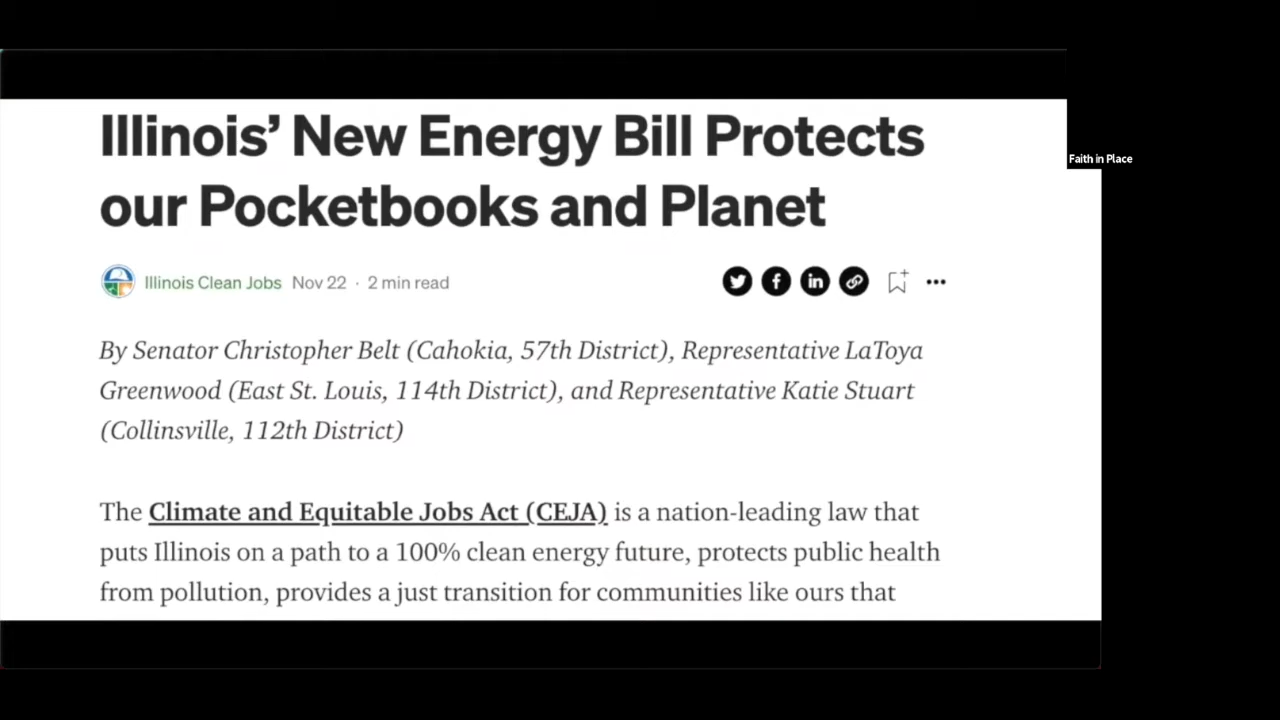 Illinois’ New Energy Bill Protects
our Pocketbooks and Planet
Faith in Place
Illinois Clean Jobs Nov 22 · 2 min read
By Senator Christopher Belt (Cahokia, 57th District), Representative LaToya
Greenwood (East St. Louis, 114th District), and Representative Katie Stuart
(Collinsville, 112th District)
The Climate and Equitable Jobs Act (CEJA) is a nation-leading law that
puts Illinois on a path to a 100% clean energy future, protects public health
from pollution, provides a just transition for communities like ours that